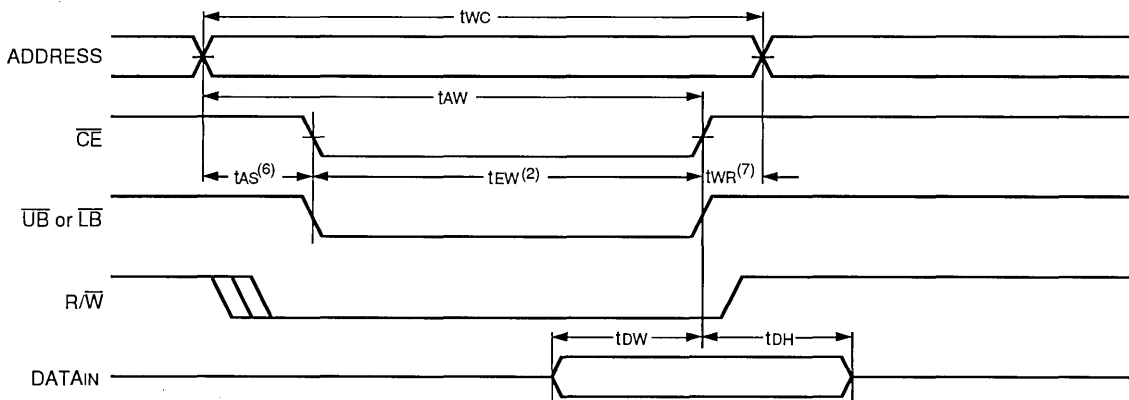 tWC
ADDRESS
tAW
CE
tAS(6)
tEW(2)
tWR(7)
UB or LB
R/W
tDW
tDH
DATAIN